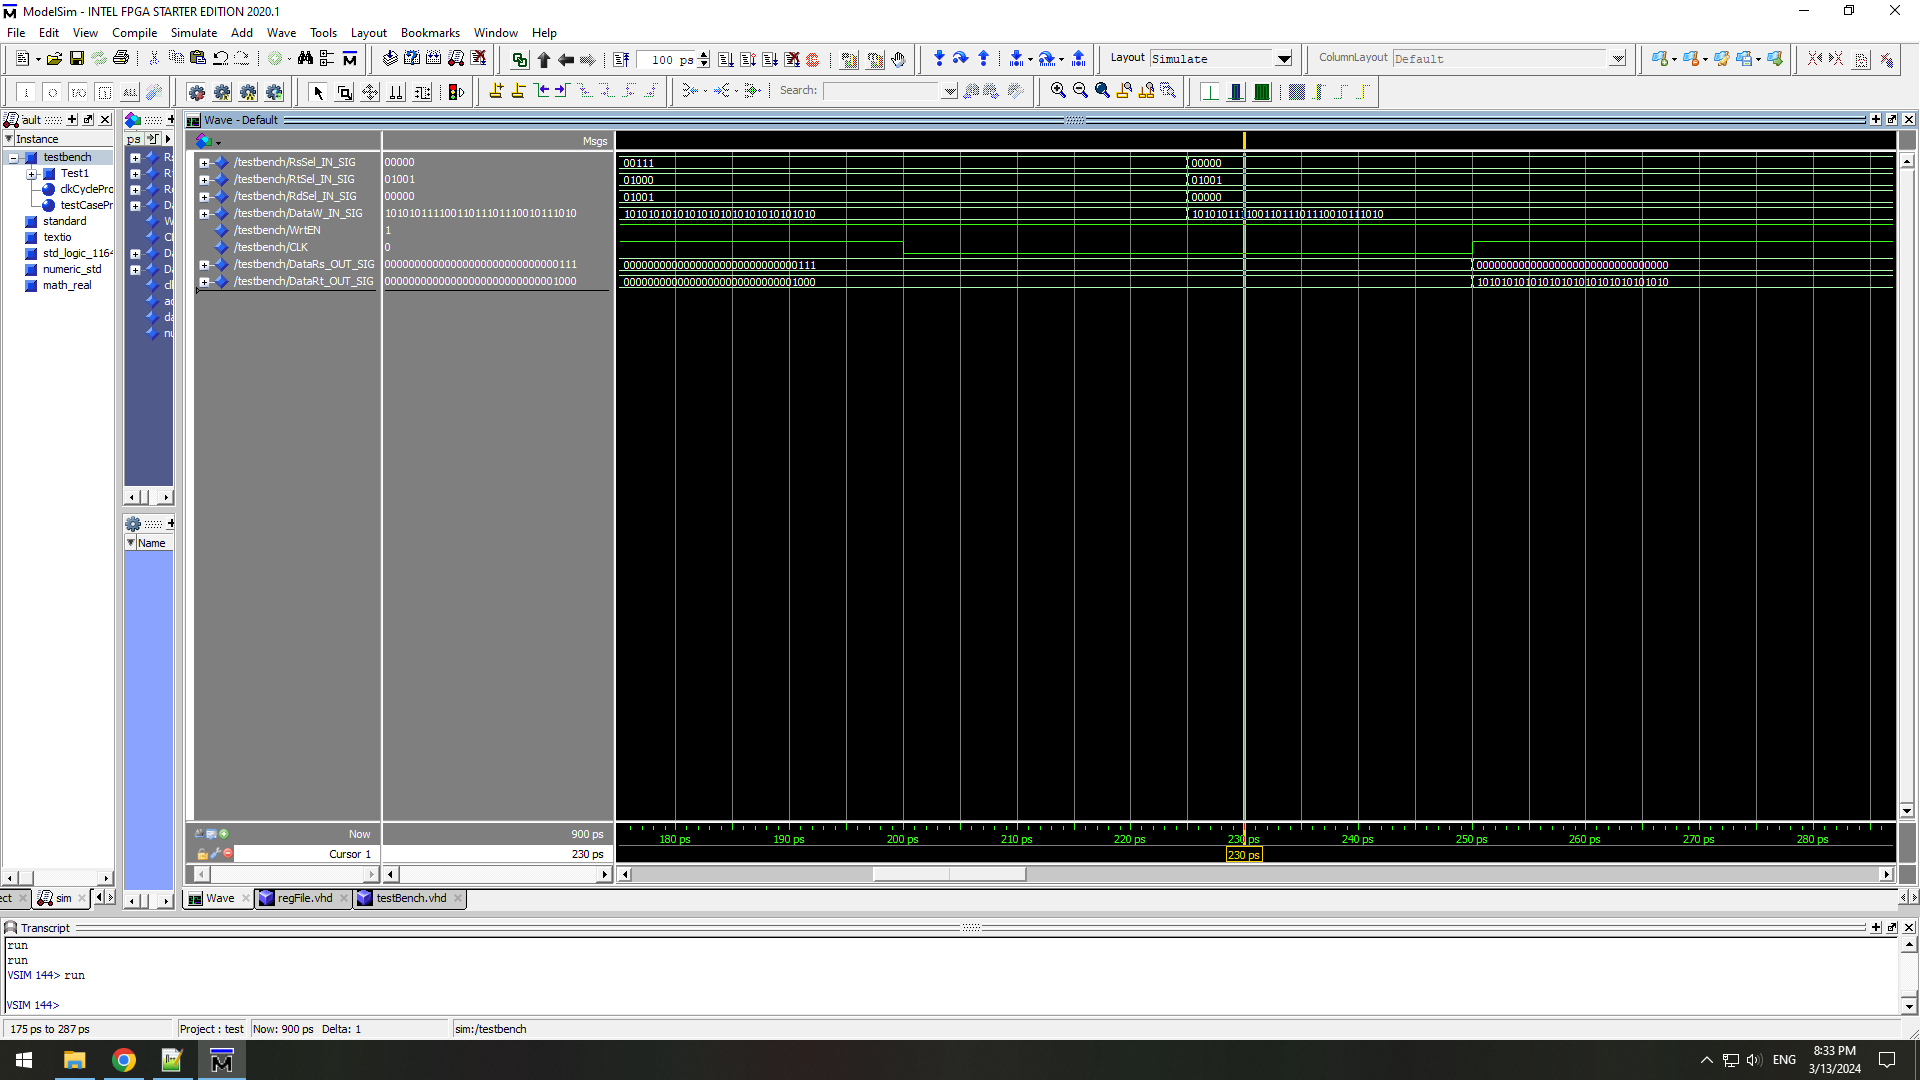 ModelSim - INTEL FPGA STARTER EDITION 2020.1
File Edit View Compile Simulate Add Wave Tools Layout Bookmarks Window Help
100 ps
Layout Simulate
ColumnLayout Default
ALL
Search:
ault
Wave - Default
ps
Instance
Msgs
testbench
Test1
clkCyclePro
testCasePr
standard
textio
std_logic_1164
numeric_std
math_real
Name
/testbench/RsSel_IN_SIG 00000 00111 00000
/testbench/RtSel_IN_SIG 01001 01000 01001
/testbench/RdSel_IN_SIG 00000 01001 00000
/testbench/DataW_IN_SIG 10101011110011011101110010111010 10101010101010101010101010101010 10101011110011011101110010111010
/testbench/WrtEN 1
/testbench/CLK 0
/testbench/DataRs_OUT_SIG 00000000000000000000000000000111 00000000000000000000000000000111 00000000000000000000000000000000
/testbench/DataRt_OUT_SIG 00000000000000000000000000001000 00000000000000000000000000001000 10101010101010101010101010101010
Now 900 ps
180 ps 190 ps 200 ps 210 ps 220 ps 230 ps 240 ps 250 ps 260 ps 270 ps 280 ps
Cursor 1 230 ps
230 ps
ect sim
Wave regFile.vhd testBench.vhd
Transcript
run
run
VSIM 144> run
VSIM 144>
175 ps to 287 ps Project : test Now: 900 ps Delta: 1 sim:/testbench
ENG
8:33 PM
3/13/2024